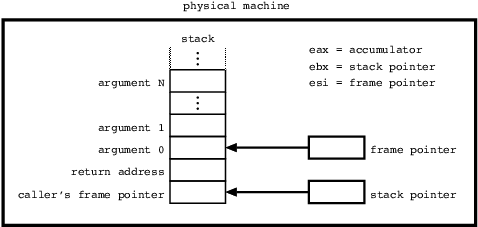 physical machine
stack
eax = accumulator
ebx = stack pointer
esi = frame pointer
argument N
argument 1
argument 0
frame pointer
return address
caller's frame pointer
stack pointer